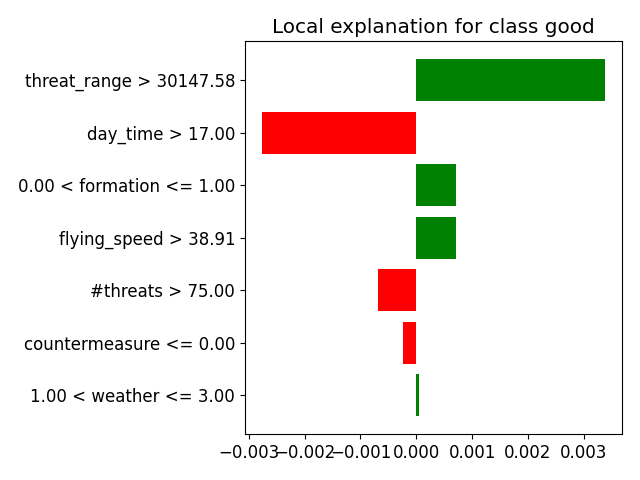 Local explanation for class good
threat_range > 30147.58
day_time > 17.00
0.00 < formation <= 1.00
flying_speed > 38.91
#threats > 75.00
countermeasure <= 0.00
1.00 < weather <= 3.00
−0.003 −0.002 −0.001 0.000 0.001 0.002 0.003